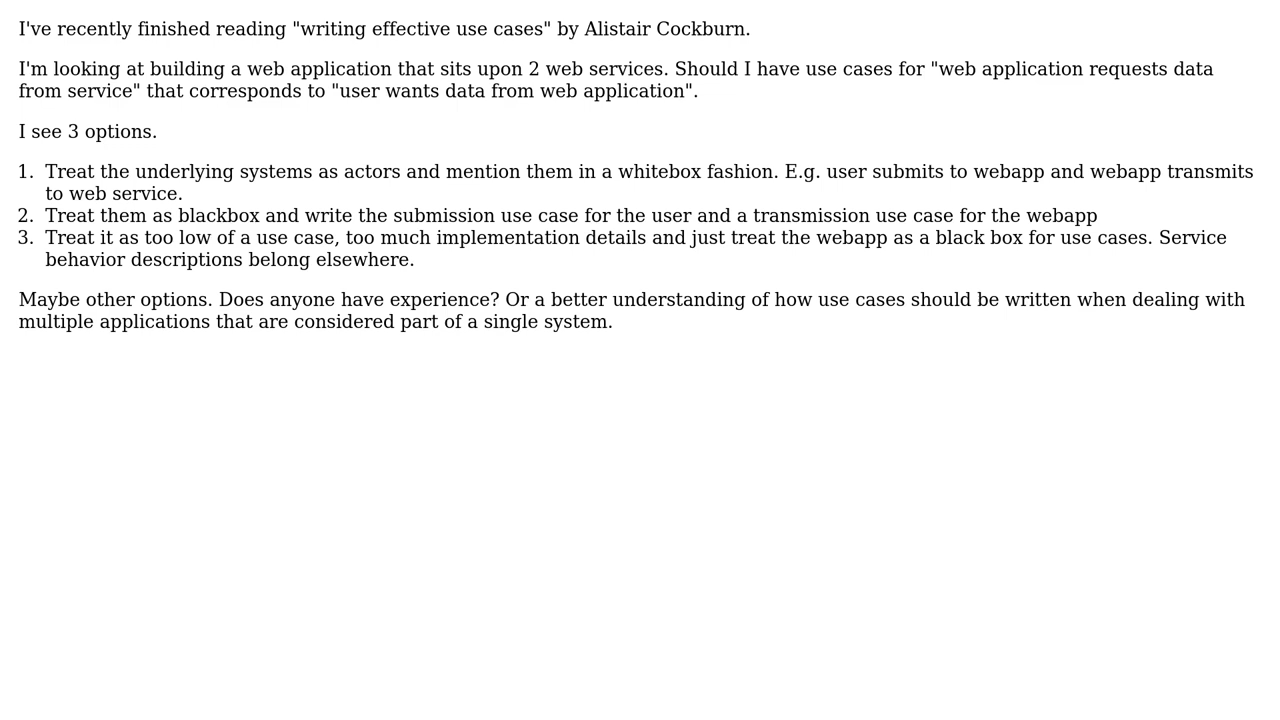 I've recently finished reading "writing effective use cases" by Alistair Cockburn.
I'm looking at building a web application that sits upon 2 web services. Should I have use cases for "web application requests data
from service" that corresponds to "user wants data from web application".
I see 3 options.
1. Treat the underlying systems as actors and mention them in a whitebox fashion. E.g. user submits to webapp and webapp transmits
to web service.
2. Treat them as blackbox and write the submission use case for the user and a transmission use case for the webapp
3. Treat it as too low of a use case, too much implementation details and just treat the webapp as a black box for use cases. Service
behavior descriptions belong elsewhere.
Maybe other options. Does anyone have experience? Or a better understanding of how use cases should be written when dealing with
multiple applications that are considered part of a single system.